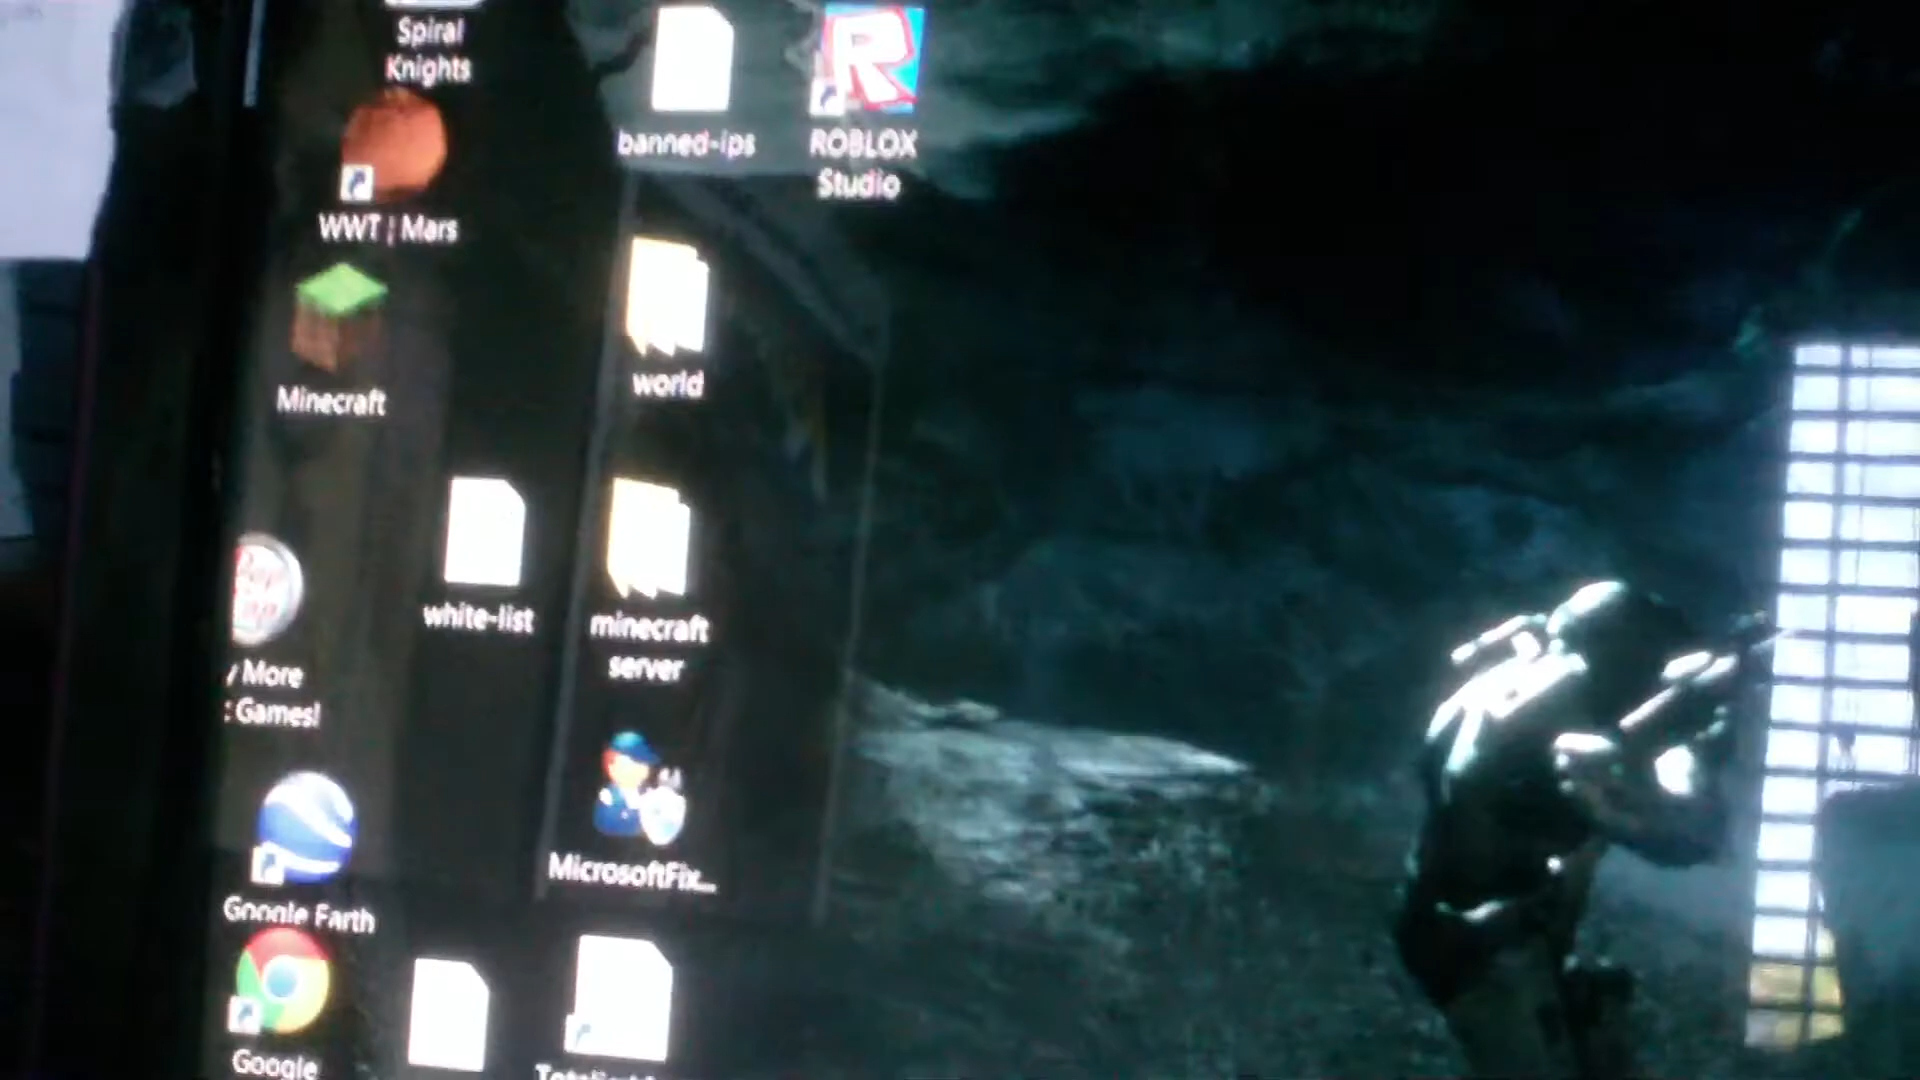 Spiral
Knights
banned-ips
ROBLOX
Studio
WWT | Mars
world
Minecraft
white-list
minecraft
server
More
Games!
MicrosoftFix...
Google Earth
Google